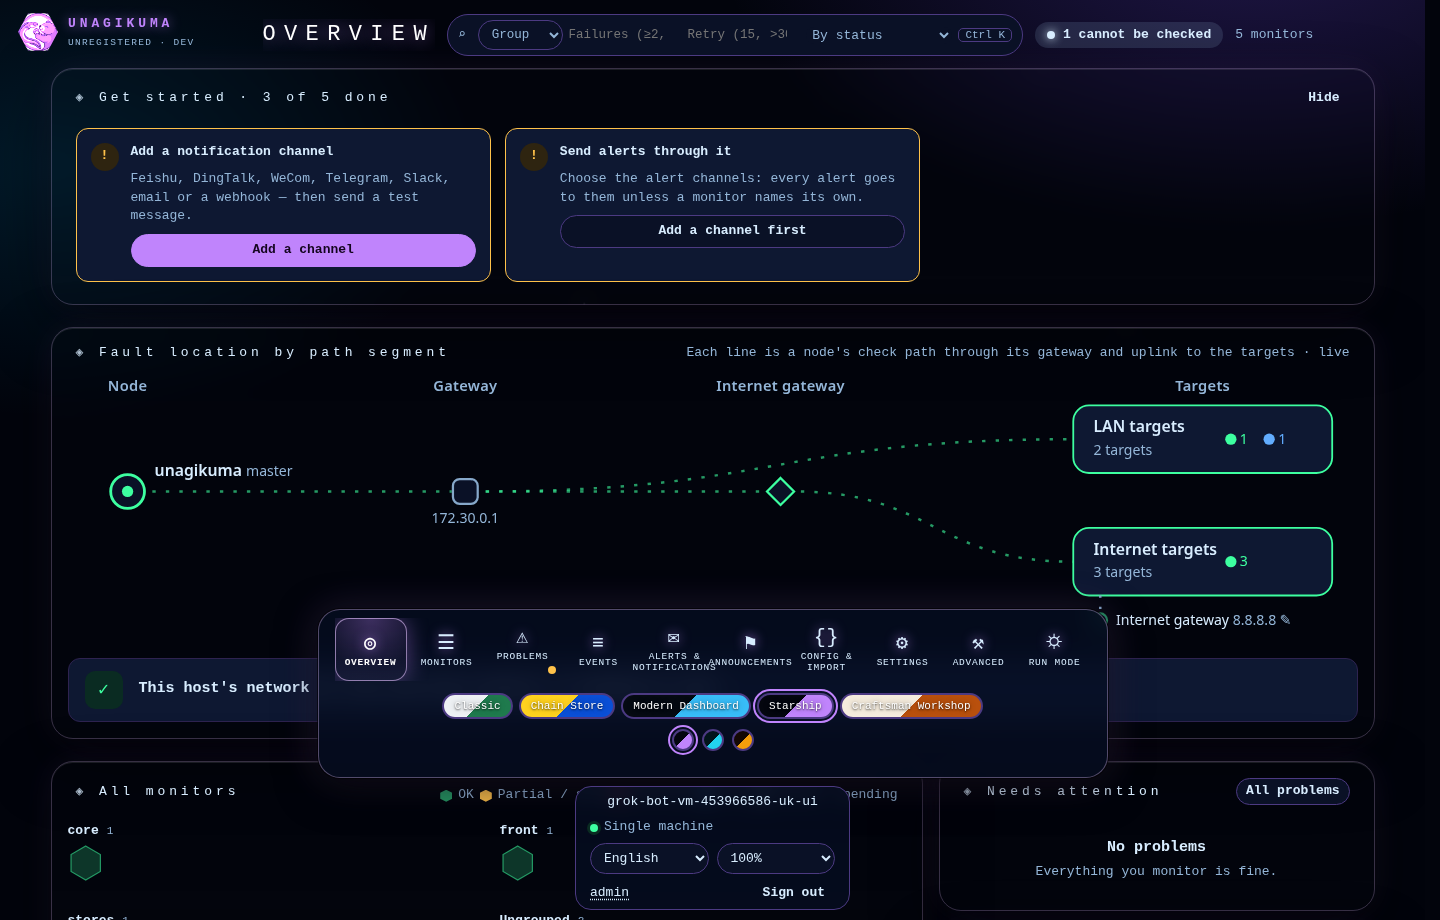 UNAGIKUMA
UNREGISTERED · DEV
OVERVIEW
Group
Failures (≥2,
Retry (15, >3
By status
Ctrl K
1 cannot be checked
5 monitors
Get started · 3 of 5 done
Hide
!
Add a notification channel
Feishu, DingTalk, WeCom, Telegram, Slack,
email or a webhook — then send a test
message.
Add a channel
!
Send alerts through it
Choose the alert channels: every alert goes
to them unless a monitor names its own.
Add a channel first
Fault location by path segment
Each line is a node's check path through its gateway and uplink to the targets · live
Node
Gateway
Internet gateway
Targets
LAN targets
2 targets
1
1
unagikuma master
172.30.0.1
Internet targets
3 targets
3
Internet gateway 8.8.8.8
This host's network
OVERVIEW
MONITORS
PROBLEMS
EVENTS
ALERTS &
NOTIFICATIONS
ANNOUNCEMENTS
CONFIG &
IMPORT
SETTINGS
ADVANCED
RUN MODE
Classic
Chain Store
Modern Dashboard
Starship
Craftsman Workshop
All monitors
OK
Partial /
pending
core 1
front 1
stores 1
Ungrouped 2
Needs attention
All problems
No problems
Everything you monitor is fine.
grok-bot-vm-453966586-uk-ui
Single machine
English
100%
admin
Sign out